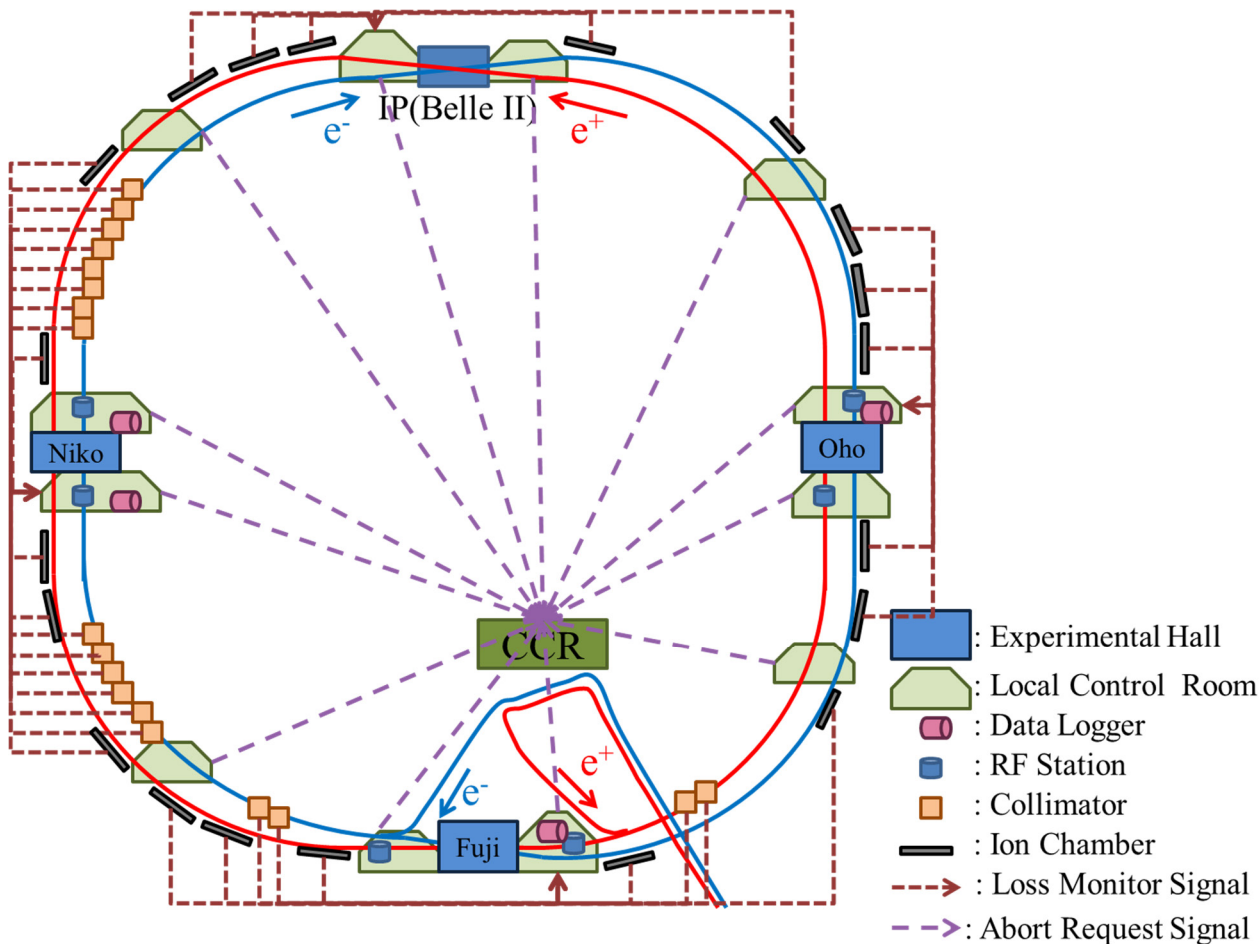 IP(Belle II)
e-
e+
Niko
Oho
CCR
e-
e+
Fuji
: Experimental Hall
: Local Control Room
: Data Logger
: RF Station
: Collimator
: Ion Chamber
: Loss Monitor Signal
: Abort Request Signal